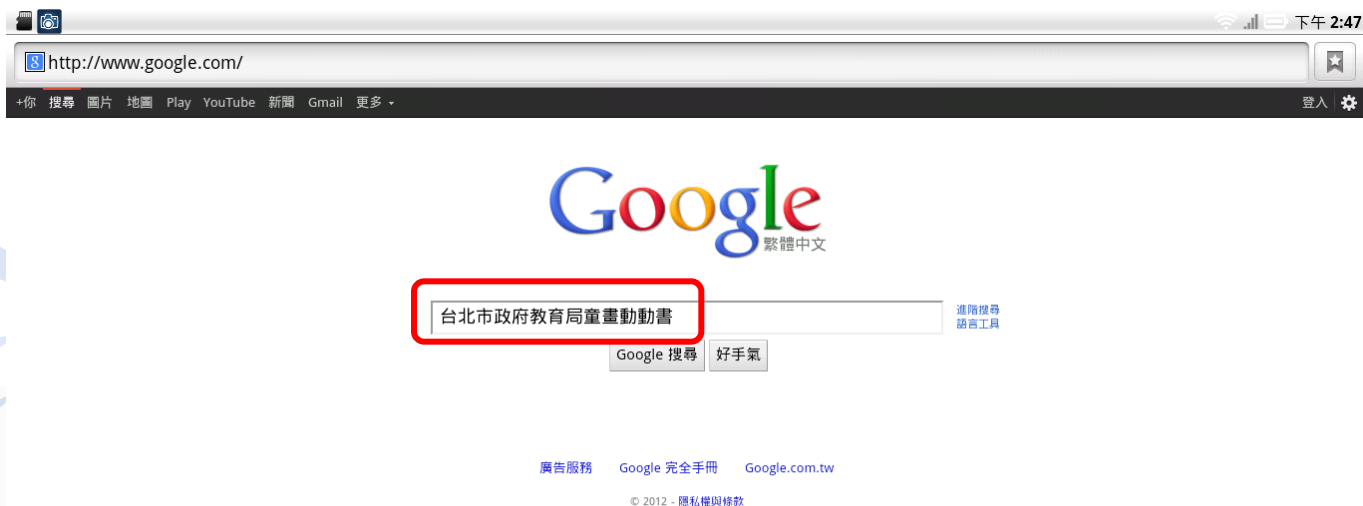 下午 2:47
http://www.google.com/
+你 搜尋 圖片 地圖 Play YouTube 新聞 Gmail 更多 登入
Google
繁體中文
台北市政府教育局童畫動動書
進階搜尋
語言工具
Google 搜尋 好手氣
廣告服務 Google 完全手冊 Google.com.tw
© 2012 - 隱私權與條款